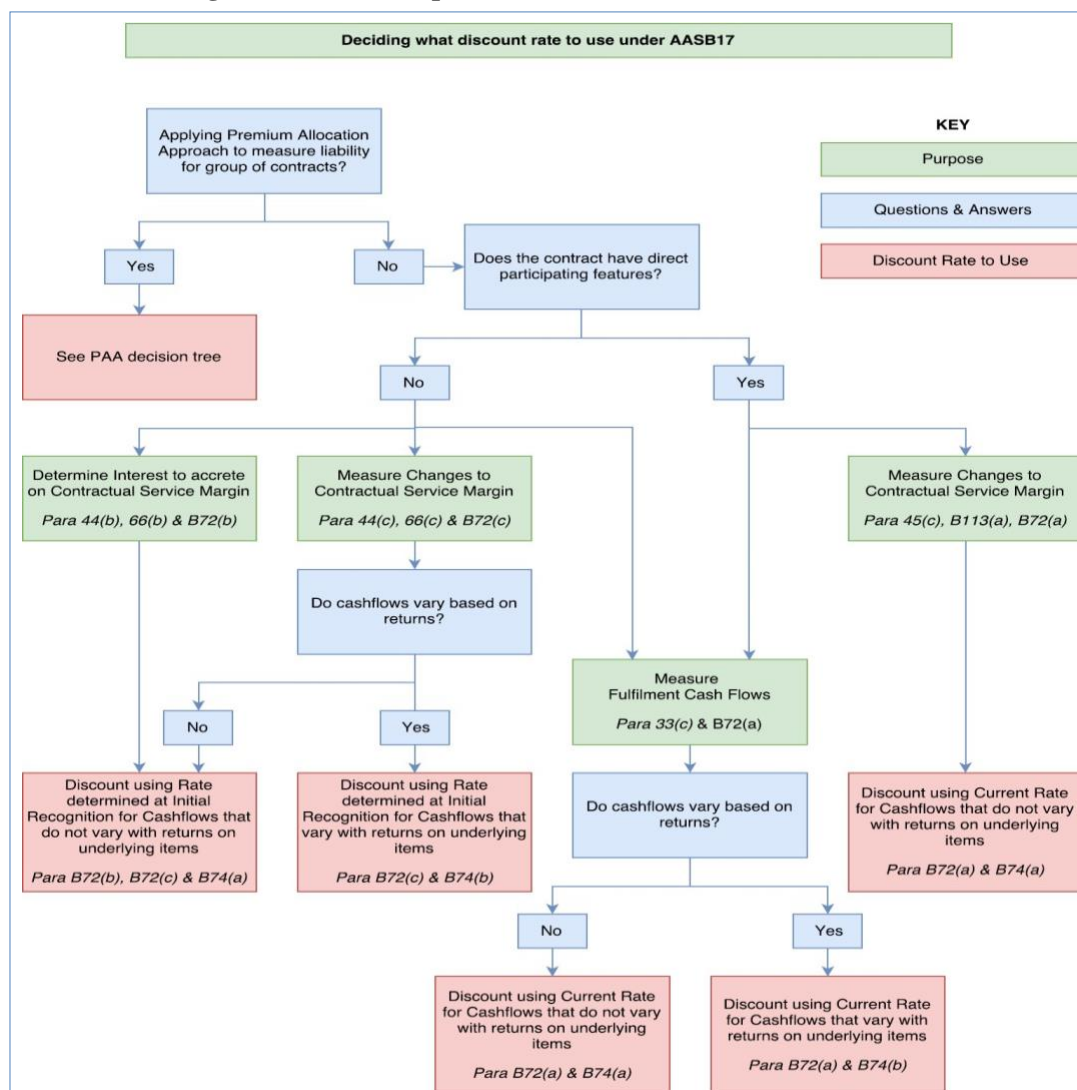 Deciding what discount rate to use under AASB17
Applying Premium Allocation
Approach to measure liability
for group of contracts?
KEY
Purpose
Questions & Answers
Discount Rate to Use
Yes
No
Does the contract have direct
participating features?
See PAA decision tree
No
Yes
Determine Interest to accrete
on Contractual Service Margin
Para 44(b), 66(b) & B72(b)
Measure Changes to
Contractual Service Margin
Para 44(c), 66(c) & B72(c)
Measure Changes to
Contractual Service Margin
Para 45(c), B113(a), B72(a)
Do cashflows vary based on
returns?
Measure
Fulfilment Cash Flows
Para 33(c) & B72(a)
No
Yes
Discount using Rate
determined at Initial
Recognition for Cashflows that
do not vary with returns on
underlying items
Para B72(b), B72(c) & B74(a)
Discount using Rate
determined at Initial
Recognition for Cashflows that
vary with returns on underlying
items
Para B72(c) & B74(b)
Do cashflows vary based on
returns?
Discount using Current Rate
for Cashflows that do not vary
with returns on underlying
items
Para B72(a) & B74(a)
No
Yes
Discount using Current Rate
for Cashflows that do not vary
with returns on underlying
items
Para B72(a) & B74(a)
Discount using Current Rate
for Cashflows that vary with
returns on underlying items
Para B72(a) & B74(b)